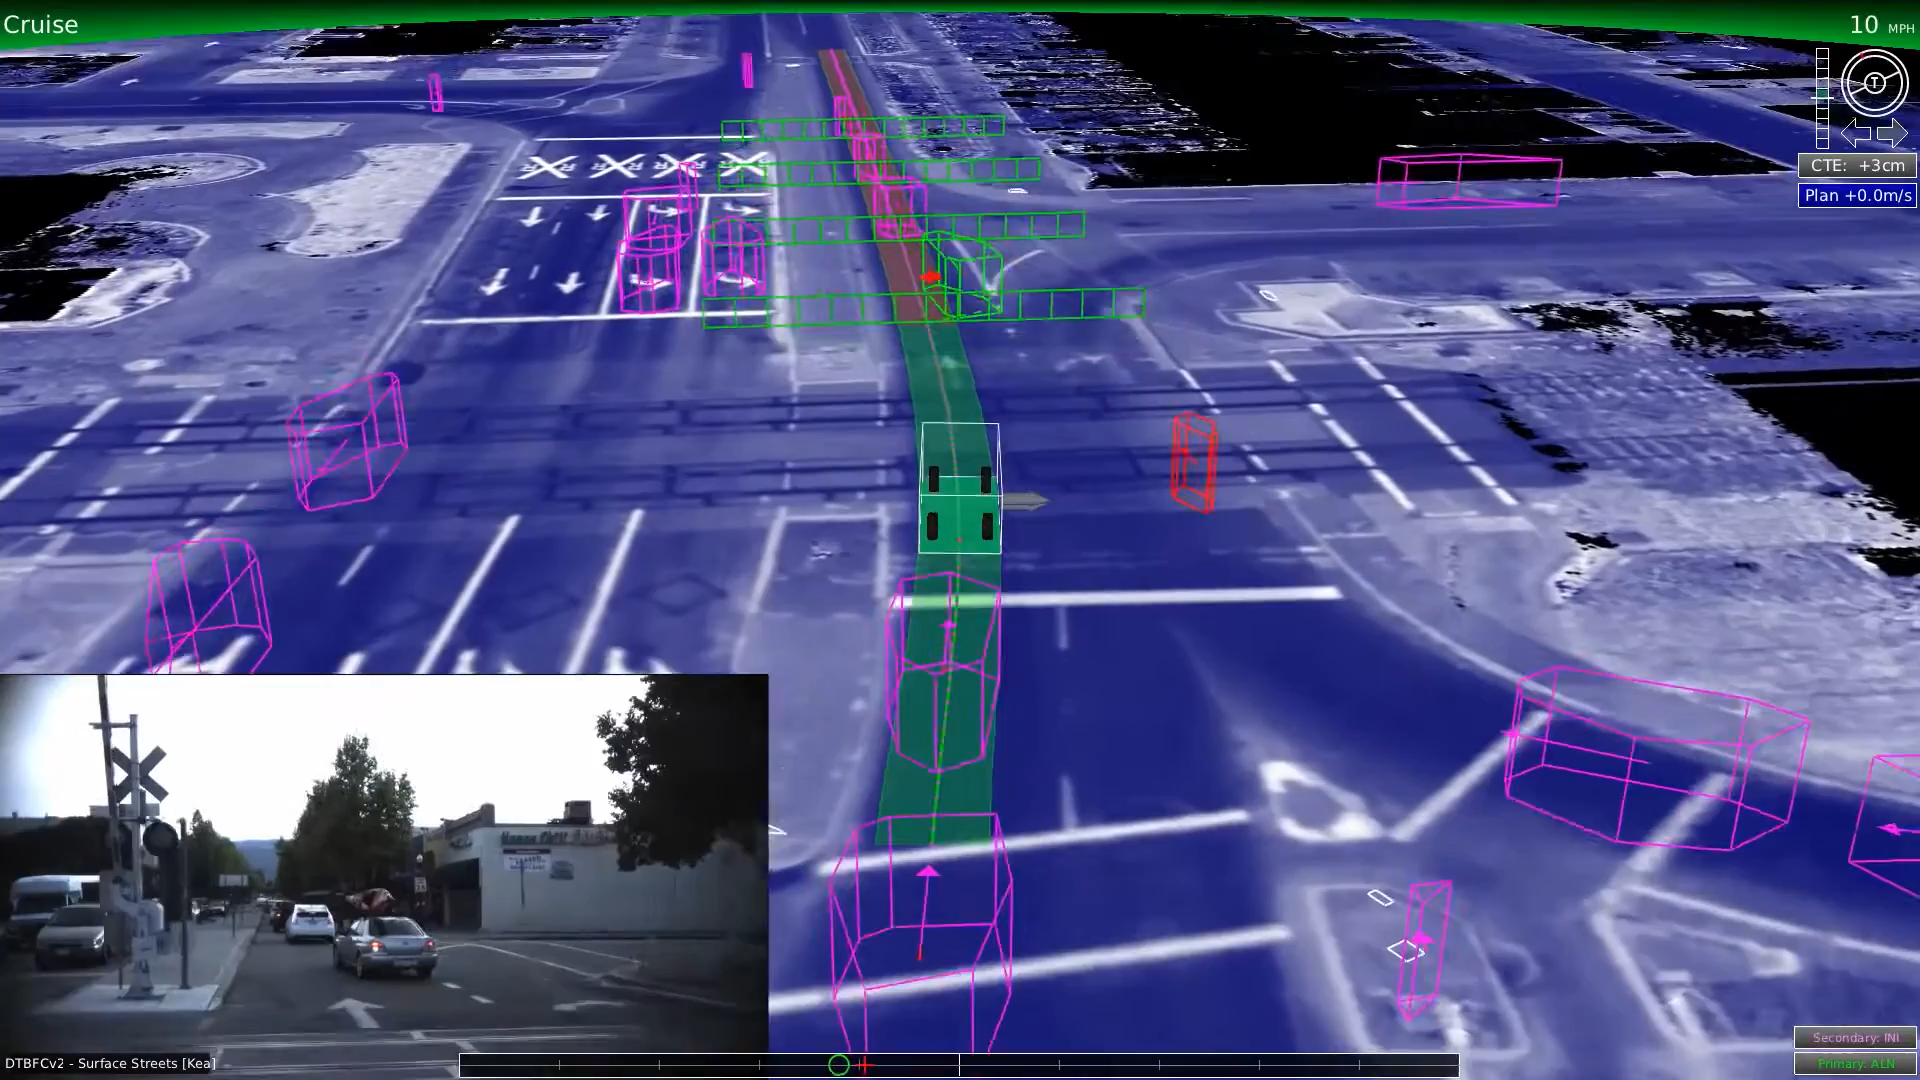 Cruise
10 MPH
T
CTE: +3cm
Plan +0.0m/s
DTBFCv2 - Surface Streets [Kea]
Secondary: INI
Primary: ALN